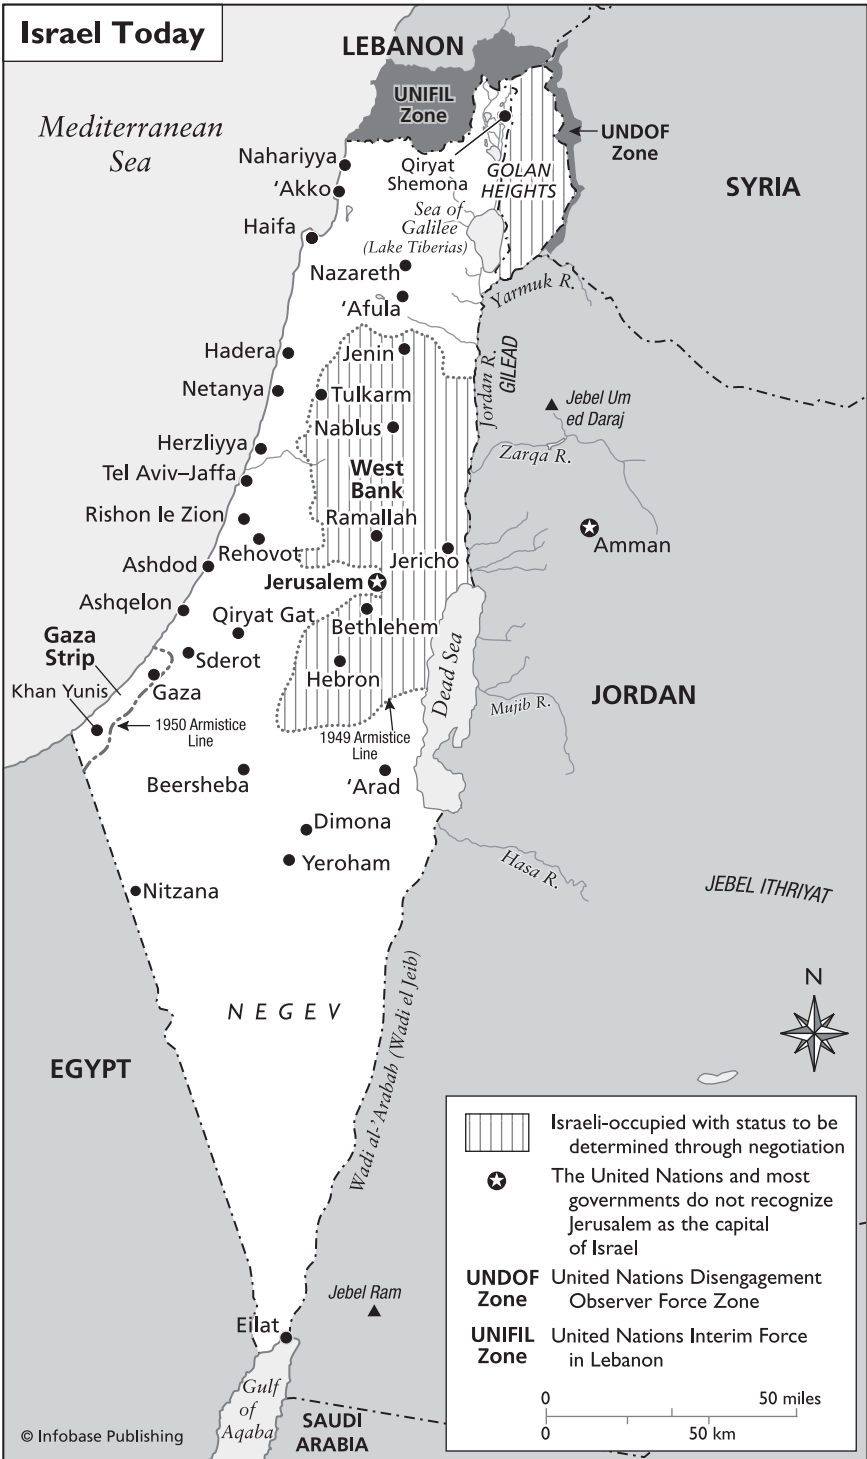 Israel Today
LEBANON
UNIFIL
Zone
Mediterranean
Sea
UNDOF
Zone
Nahariyya
Qiryat
Shemona
GOLAN
HEIGHTS
SYRIA
‘Akko
Sea of
Galilee
(Lake Tiberias)
Haifa
Nazareth
Yarmuk R.
‘Afula
Hadera
Jenin
Jordan R.
GILEAD
Netanya
Tulkarm
Jebel Um
ed Daraj
Nablus
Herzliyya
Zarqa R.
Tel Aviv–Jaffa
West
Bank
Rishon le Zion
Ramallah
Amman
Rehovot
Jericho
Ashdod
Jerusalem
Ashqelon
Qiryat Gat
Bethlehem
Gaza
Strip
Sderot
Dead Sea
Hebron
Khan Yunis
Gaza
JORDAN
Mujib R.
1950 Armistice
Line
1949 Armistice
Line
Beersheba
‘Arad
Dimona
Yeroham
Hasa R.
Nitzana
JEBEL ITHRIYAT
Wadi al-’Arabah (Wadi el Jeib)
N
NEGEV
EGYPT
Israeli-occupied with status to be
determined through negotiation
The United Nations and most
governments do not recognize
Jerusalem as the capital
of Israel
UNDOF United Nations Disengagement
Zone Observer Force Zone
UNIFIL United Nations Interim Force
Zone in Lebanon
0 50 miles
0 50 km
Jebel Ram
Eilat
Gulf
of
Aqaba
SAUDI
ARABIA
© Infobase Publishing